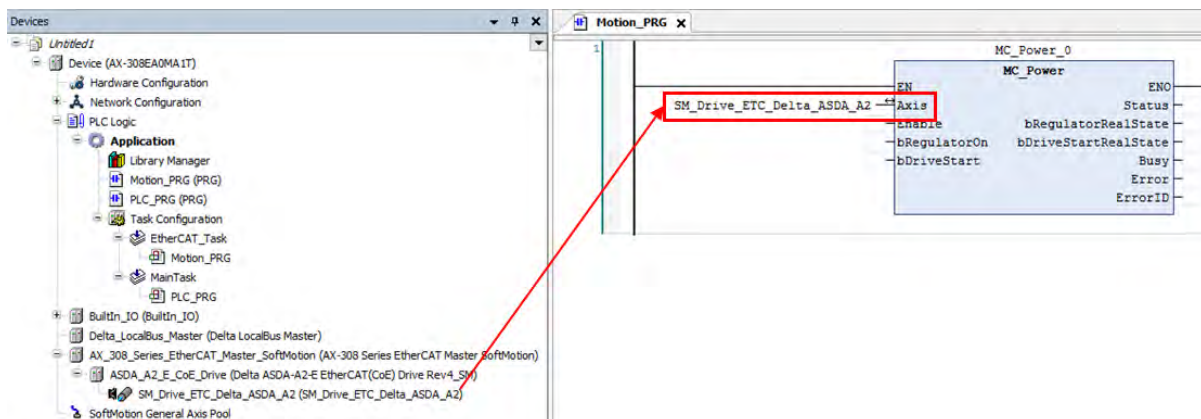 Devices
Untitled1
Device (AX-308EA0MA1T)
Hardware Configuration
Network Configuration
PLC Logic
Application
Library Manager
Motion_PRG (PRG)
PLC_PRG (PRG)
Task Configuration
EtherCAT_Task
Motion_PRG
MainTask
PLC_PRG
BuiltIn_IO (BuiltIn_IO)
Delta_LocalBus_Master (Delta LocalBus Master)
AX_308_Series_EtherCAT_Master_SoftMotion (AX-308 Series EtherCAT Master SoftMotion)
ASDA_A2_E_CoE_Drive (Delta ASDA-A2-E EtherCAT(CoE) Drive Rev4_SM)
SM_Drive_ETC_Delta_ASDA_A2 (SM_Drive_ETC_Delta_ASDA_A2)
SoftMotion General Axis Pool
Motion_PRG X
1
MC_Power_0
MC_Power
EN ENO
SM_Drive_ETC_Delta_ASDA_A2 Axis Status
Enable bRegulatorRealState
bRegulatorOn bDriveStartRealState
bDriveStart Busy
Error
ErrorID